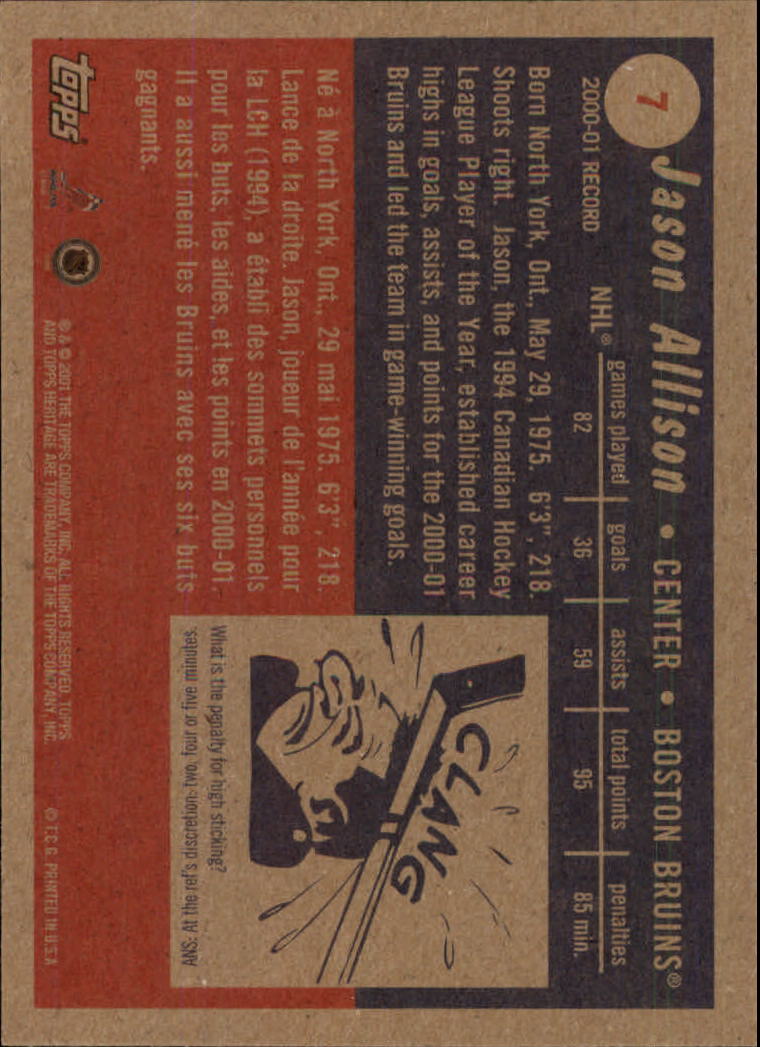 7
Jason Allison • CENTER • BOSTON BRUINS®
2000-01 RECORD
games played goals assists total points penalties
NHL® 82 36 59 95 85 min.
Born North York, Ont., May 29, 1975. 6'3", 218.
Shoots right. Jason, the 1994 Canadian Hockey
League Player of the Year, established career
highs in goals, assists, and points for the 2000-01
Bruins and led the team in game-winning goals.
Né à North York, Ont., 29 mai 1975. 6'3", 218.
Lance de la droite. Jason, joueur de l'année pour
la LCH (1994), a établi des sommets personnels
pour les buts, les aides, et les points en 2000-01.
Il a aussi mené les Bruins avec ses six buts
gagnants.
CLANG
What is the penalty for high sticking?
ANS: At the ref's discretion: two, four or five minutes.
topps
® & © 2001 THE TOPPS COMPANY, INC. ALL RIGHTS RESERVED. TOPPS
AND TOPPS HERITAGE ARE TRADEMARKS OF THE TOPPS COMPANY, INC.
© T.C.G. PRINTED IN U.S.A.